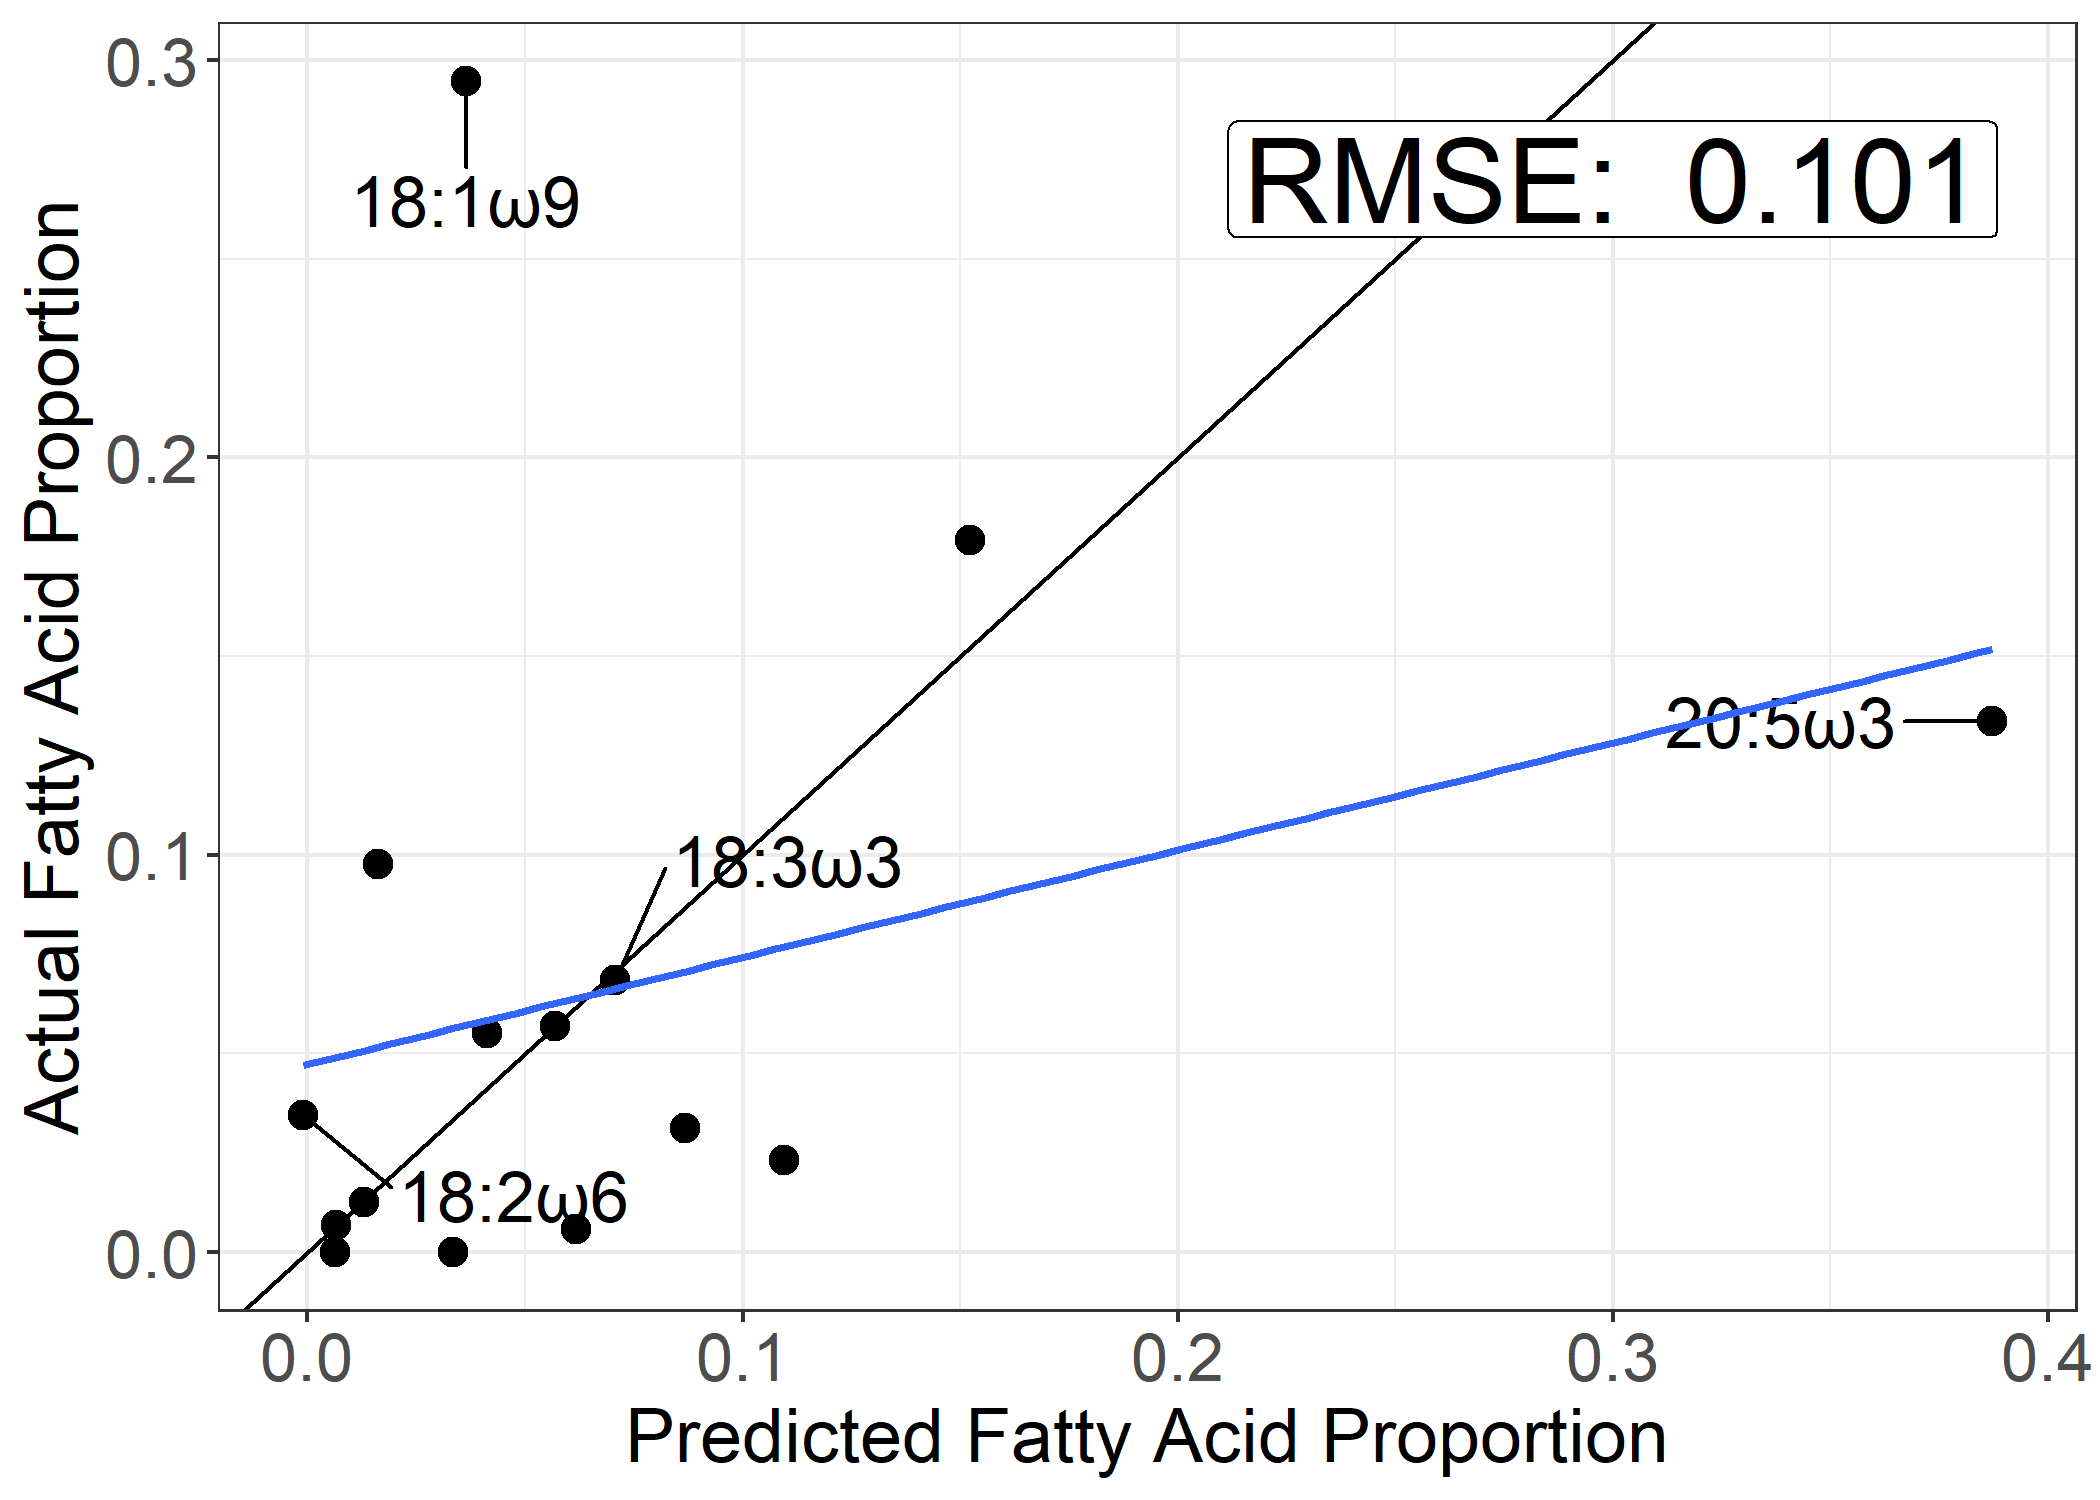 Actual Fatty Acid Proportion
0.3
0.2
0.1
0.0
18:1ω9
RMSE: 0.101
20:5ω3
18:3ω3
18:2ω6
0.0 0.1 0.2 0.3 0.4
Predicted Fatty Acid Proportion